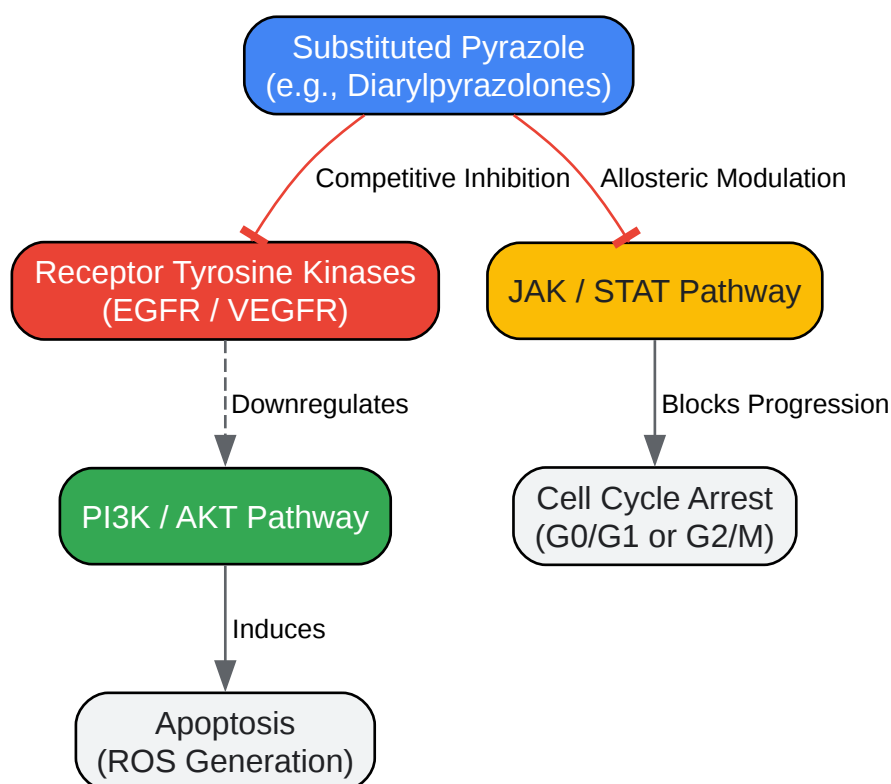 Substituted Pyrazole
(e.g., Diarylpyrazolones)
Competitive Inhibition
Allosteric Modulation
Receptor Tyrosine Kinases
(EGFR / VEGFR)
JAK / STAT Pathway
Downregulates
Blocks Progression
PI3K / AKT Pathway
Cell Cycle Arrest
(G0/G1 or G2/M)
Induces
Apoptosis
(ROS Generation)